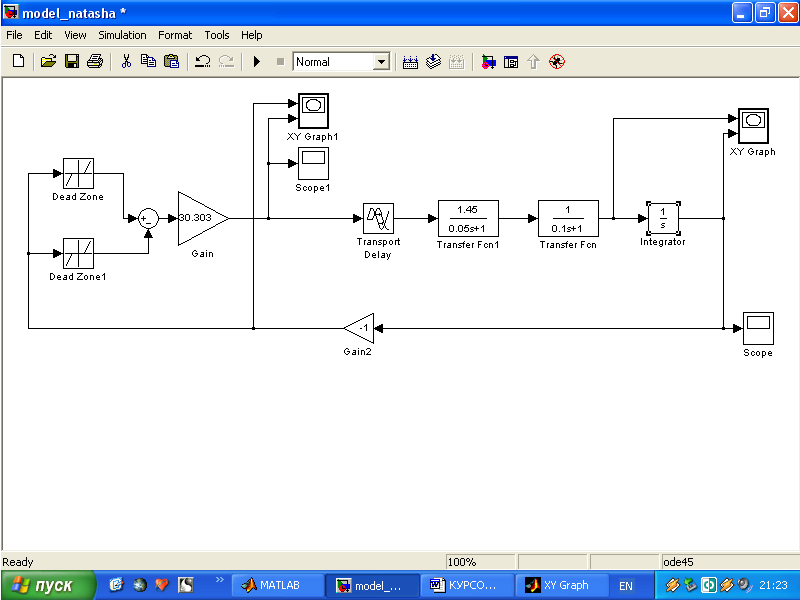 model_natasha *
File Edit View Simulation Format Tools Help
Normal
XY Graph1
XY Graph
Scope1
Dead Zone
30.303
Gain
Dead Zone1
Transport
Delay
1.45
0.05s+1
Transfer Fcn1
1
0.1s+1
Transfer Fcn
1
s
Integrator
-1
Gain2
Scope
Ready 100% ode45
пуск MATLAB model_... КУРСО... XY Graph EN 21:23